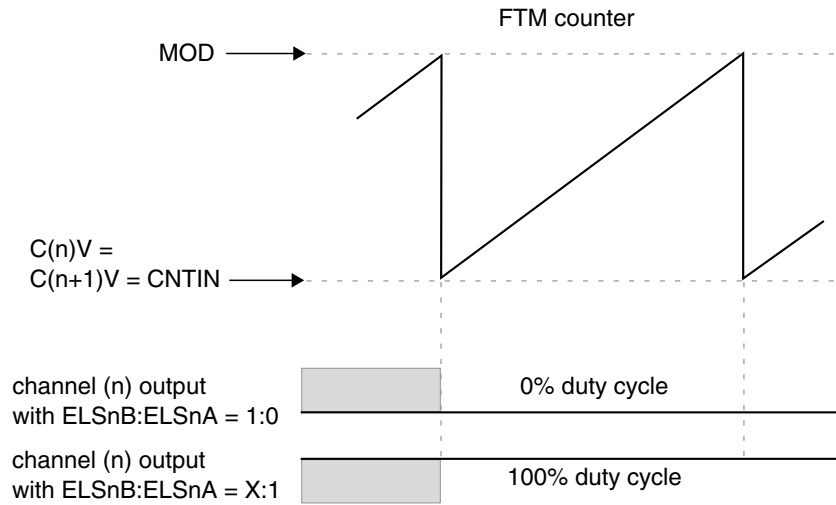 FTM counter
MOD
C(n)V =
C(n+1)V = CNTIN
channel (n) output
with ELSnB:ELSnA = 1:0
0% duty cycle
channel (n) output
with ELSnB:ELSnA = X:1
100% duty cycle